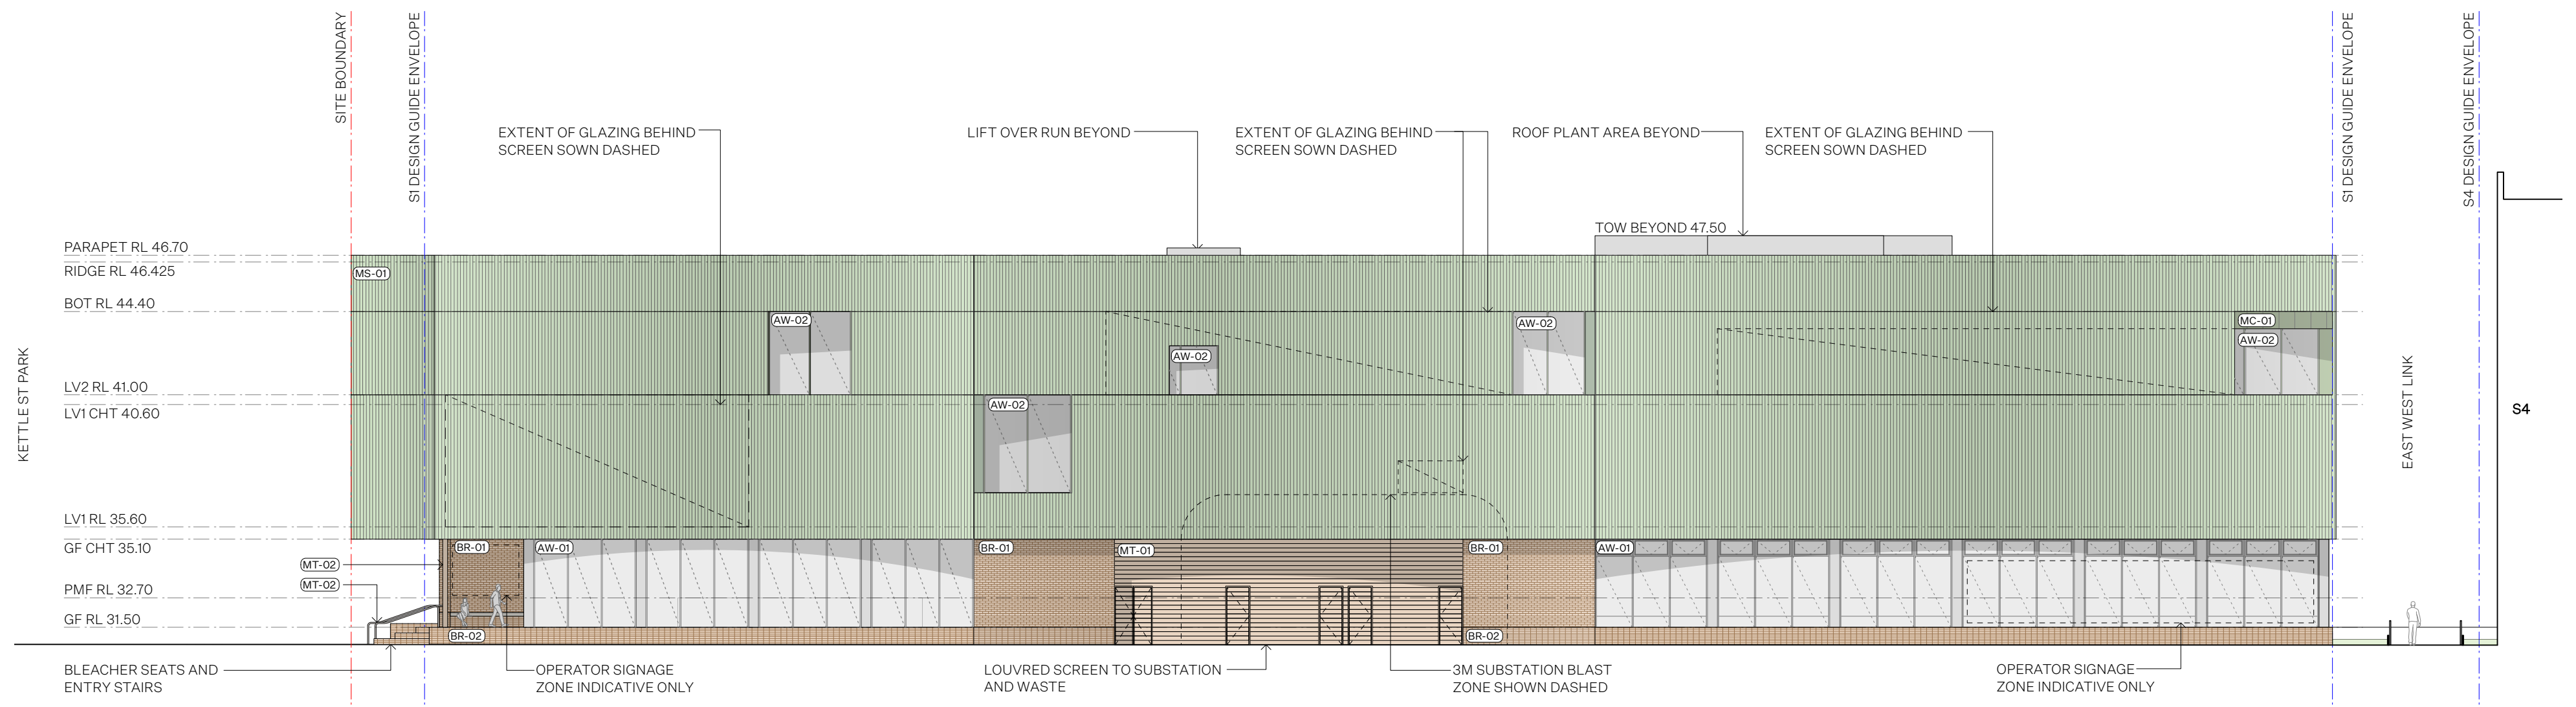 SITE BOUNDARY
S1 DESIGN GUIDE ENVELOPE
S1 DESIGN GUIDE ENVELOPE
S4 DESIGN GUIDE ENVELOPE
EXTENT OF GLAZING BEHIND
SCREEN SOWN DASHED
LIFT OVER RUN BEYOND
EXTENT OF GLAZING BEHIND
SCREEN SOWN DASHED
ROOF PLANT AREA BEYOND
EXTENT OF GLAZING BEHIND
SCREEN SOWN DASHED
TOW BEYOND 47.50
PARAPET RL 46.70
RIDGE RL 46.425
MS-01
BOT RL 44.40
AW-02
AW-02
AW-02
MC-01
AW-02
LV2 RL 41.00
LV1 CHT 40.60
AW-02
KETTLE ST PARK
EAST WEST LINK
S4
LV1 RL 35.60
GF CHT 35.10
BR-01
AW-01
BR-01
MT-01
BR-01
AW-01
MT-02
MT-02
PMF RL 32.70
GF RL 31.50
BR-02
BR-02
BLEACHER SEATS AND
ENTRY STAIRS
OPERATOR SIGNAGE
ZONE INDICATIVE ONLY
LOUVRED SCREEN TO SUBSTATION
AND WASTE
3M SUBSTATION BLAST
ZONE SHOWN DASHED
OPERATOR SIGNAGE
ZONE INDICATIVE ONLY